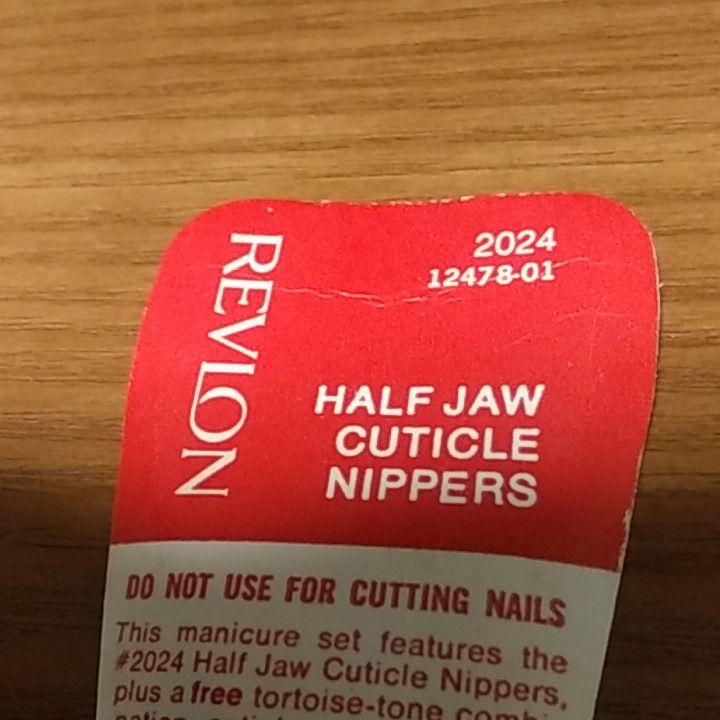 REVLON
2024
12478-01
HALF JAW
CUTICLE
NIPPERS
DO NOT USE FOR CUTTING NAILS
This manicure set features the
#2024 Half Jaw Cuticle Nippers,
plus a free tortoise-tone combi-